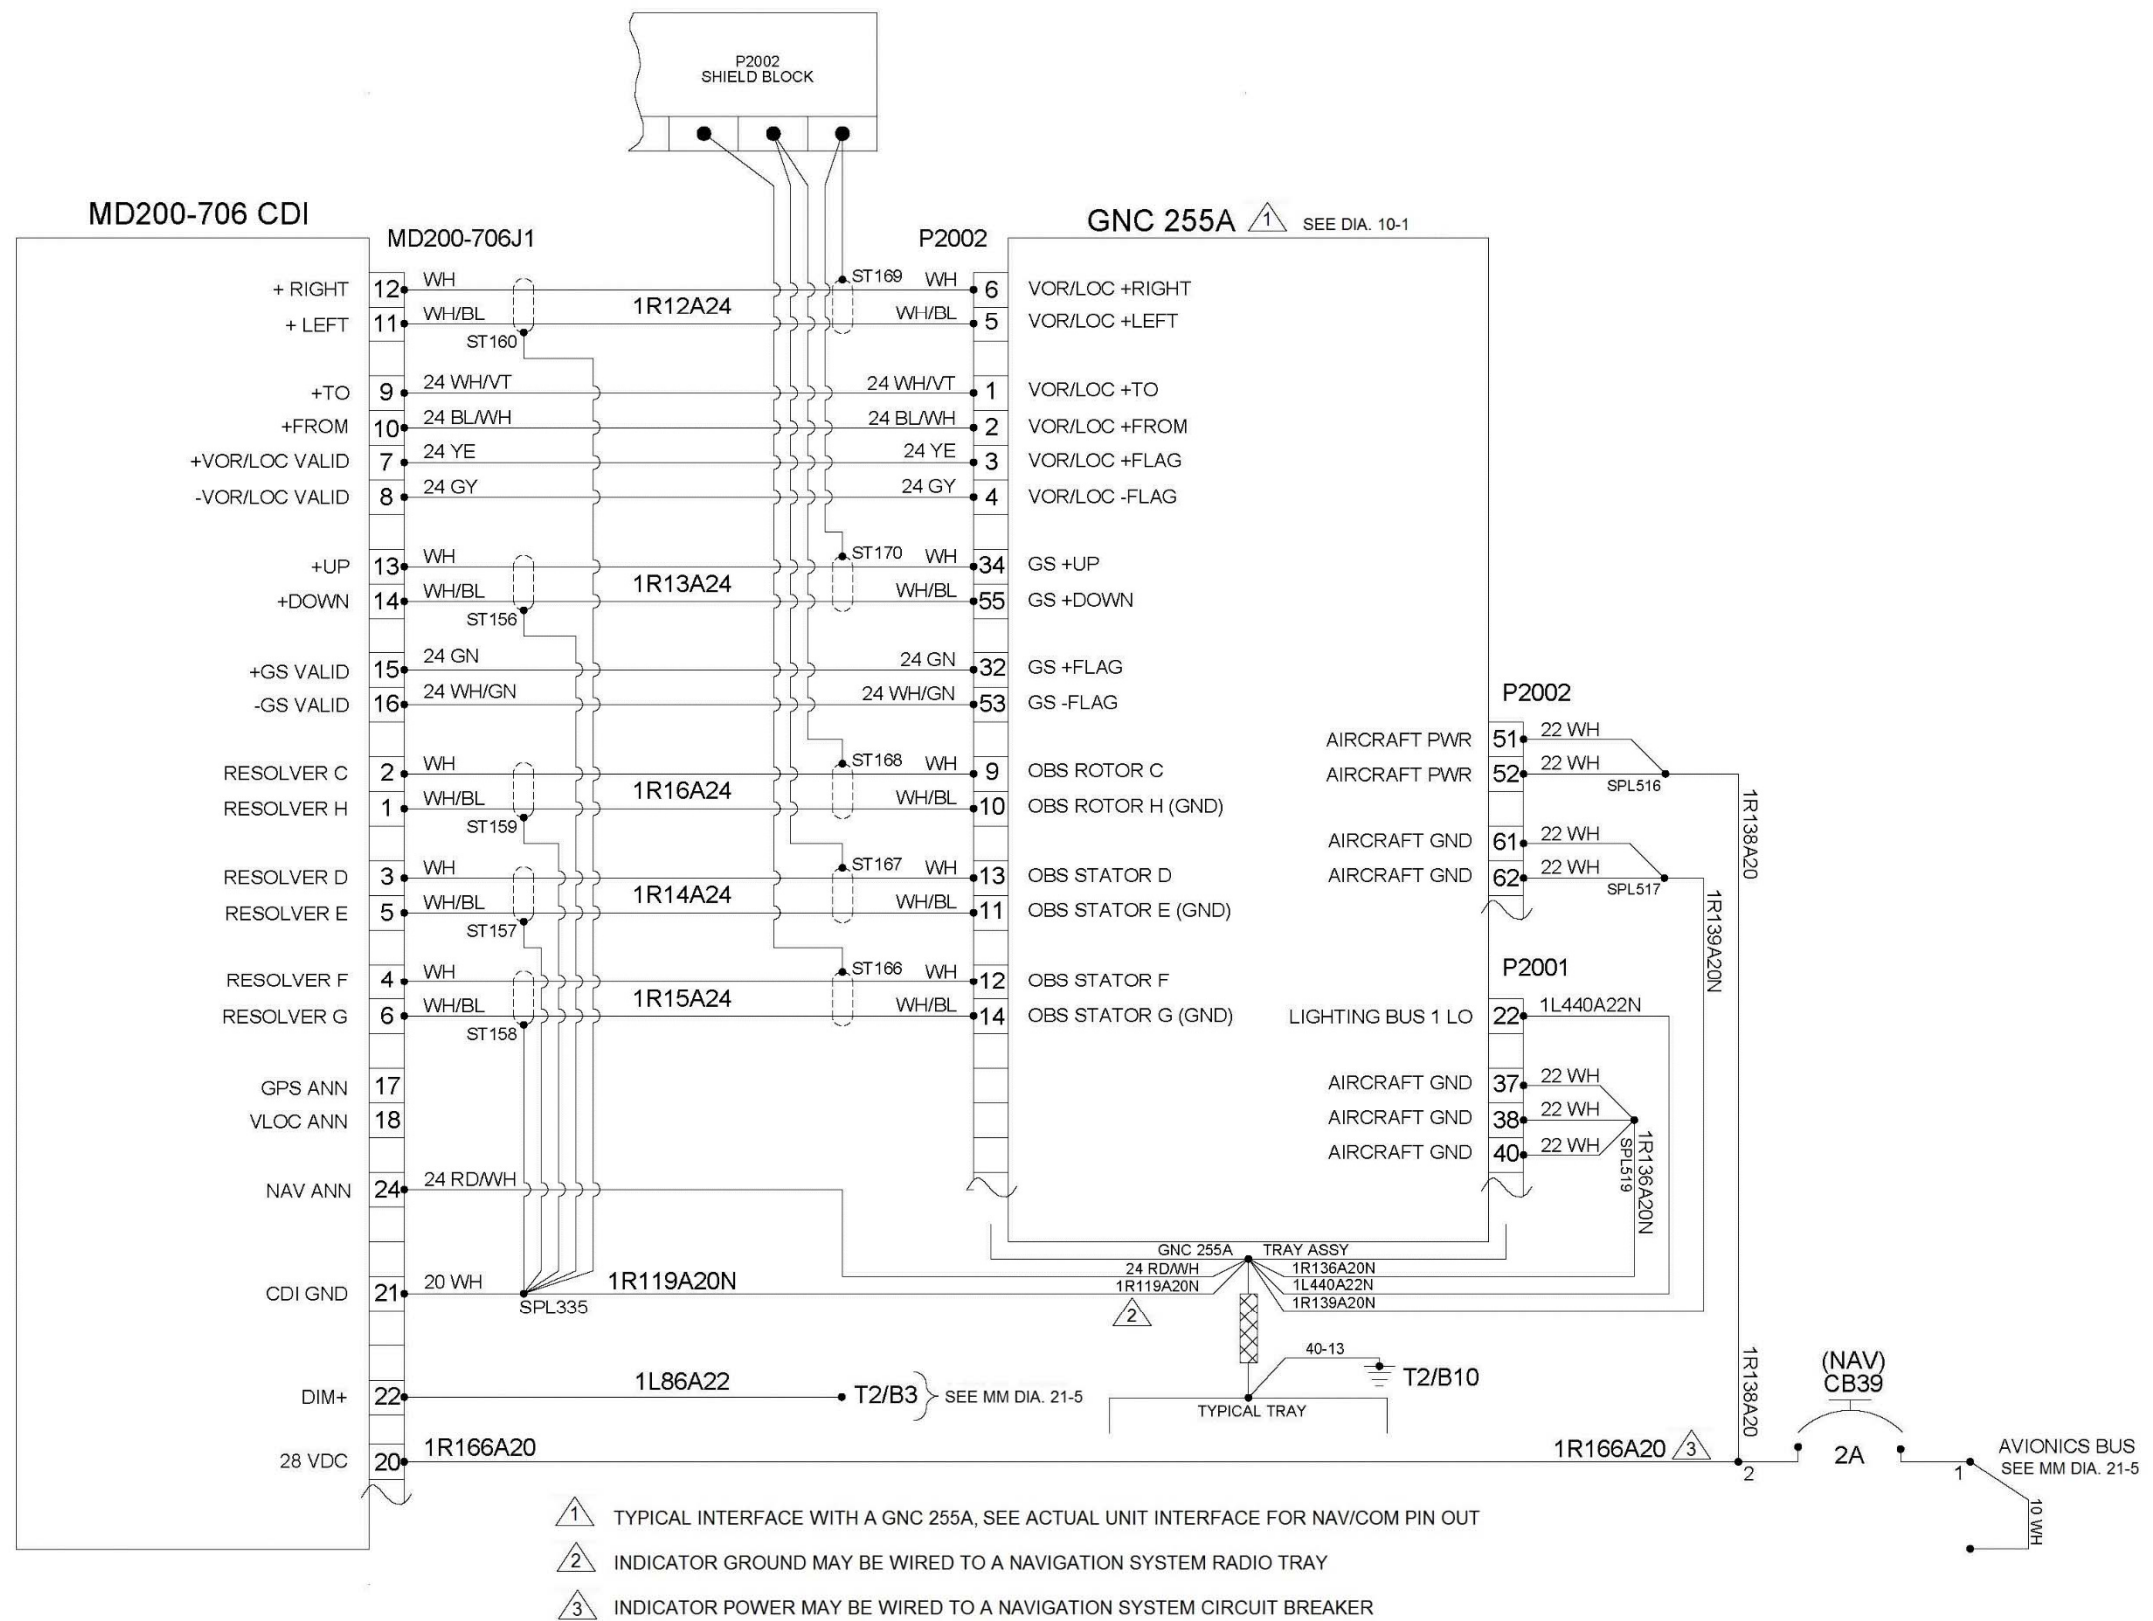 P2002
SHIELD BLOCK
MD200-706 CDI
MD200-706J1
P2002
GNC 255A 1 SEE DIA. 10-1
+ RIGHT 12 WH ST169 WH 6 VOR/LOC +RIGHT
1R12A24
+ LEFT 11 WH/BL WH/BL 5 VOR/LOC +LEFT
ST160
+TO 9 24 WH/VT 24 WH/VT 1 VOR/LOC +TO
+FROM 10 24 BL/WH 24 BL/WH 2 VOR/LOC +FROM
+VOR/LOC VALID 7 24 YE 24 YE 3 VOR/LOC +FLAG
-VOR/LOC VALID 8 24 GY 24 GY 4 VOR/LOC -FLAG
+UP 13 WH ST170 WH 34 GS +UP
1R13A24
+DOWN 14 WH/BL WH/BL 55 GS +DOWN
ST156
+GS VALID 15 24 GN 24 GN 32 GS +FLAG
-GS VALID 16 24 WH/GN 24 WH/GN 53 GS -FLAG
RESOLVER C 2 WH ST168 WH 9 OBS ROTOR C
1R16A24
RESOLVER H 1 WH/BL WH/BL 10 OBS ROTOR H (GND)
ST159
RESOLVER D 3 WH ST167 WH 13 OBS STATOR D
1R14A24
RESOLVER E 5 WH/BL WH/BL 11 OBS STATOR E (GND)
ST157
RESOLVER F 4 WH ST166 WH 12 OBS STATOR F
1R15A24
RESOLVER G 6 WH/BL WH/BL 14 OBS STATOR G (GND)
ST158
GPS ANN 17
VLOC ANN 18
NAV ANN 24 24 RD/WH
CDI GND 21 20 WH 1R119A20N
SPL335
DIM+ 22 1L86A22 T2/B3 SEE MM DIA. 21-5
28 VDC 20 1R166A20 1R166A20 3
P2002
AIRCRAFT PWR 51 22 WH
AIRCRAFT PWR 52 22 WH
SPL516
1R138A20
AIRCRAFT GND 61 22 WH
AIRCRAFT GND 62 22 WH
SPL517
1R139A20N
P2001
LIGHTING BUS 1 LO 22 1L440A22N
AIRCRAFT GND 37 22 WH
AIRCRAFT GND 38 22 WH
AIRCRAFT GND 40 22 WH
SPL519
1R136A20N
GNC 255A TRAY ASSY
24 RD/WH 1R136A20N
1R119A20N 1L440A22N
2 1R139A20N
40-13
T2/B10
TYPICAL TRAY
1R138A20
(NAV)
CB39
2A
2
1
AVIONICS BUS
SEE MM DIA. 21-5
10 WH
1 TYPICAL INTERFACE WITH A GNC 255A, SEE ACTUAL UNIT INTERFACE FOR NAV/COM PIN OUT
2 INDICATOR GROUND MAY BE WIRED TO A NAVIGATION SYSTEM RADIO TRAY
3 INDICATOR POWER MAY BE WIRED TO A NAVIGATION SYSTEM CIRCUIT BREAKER